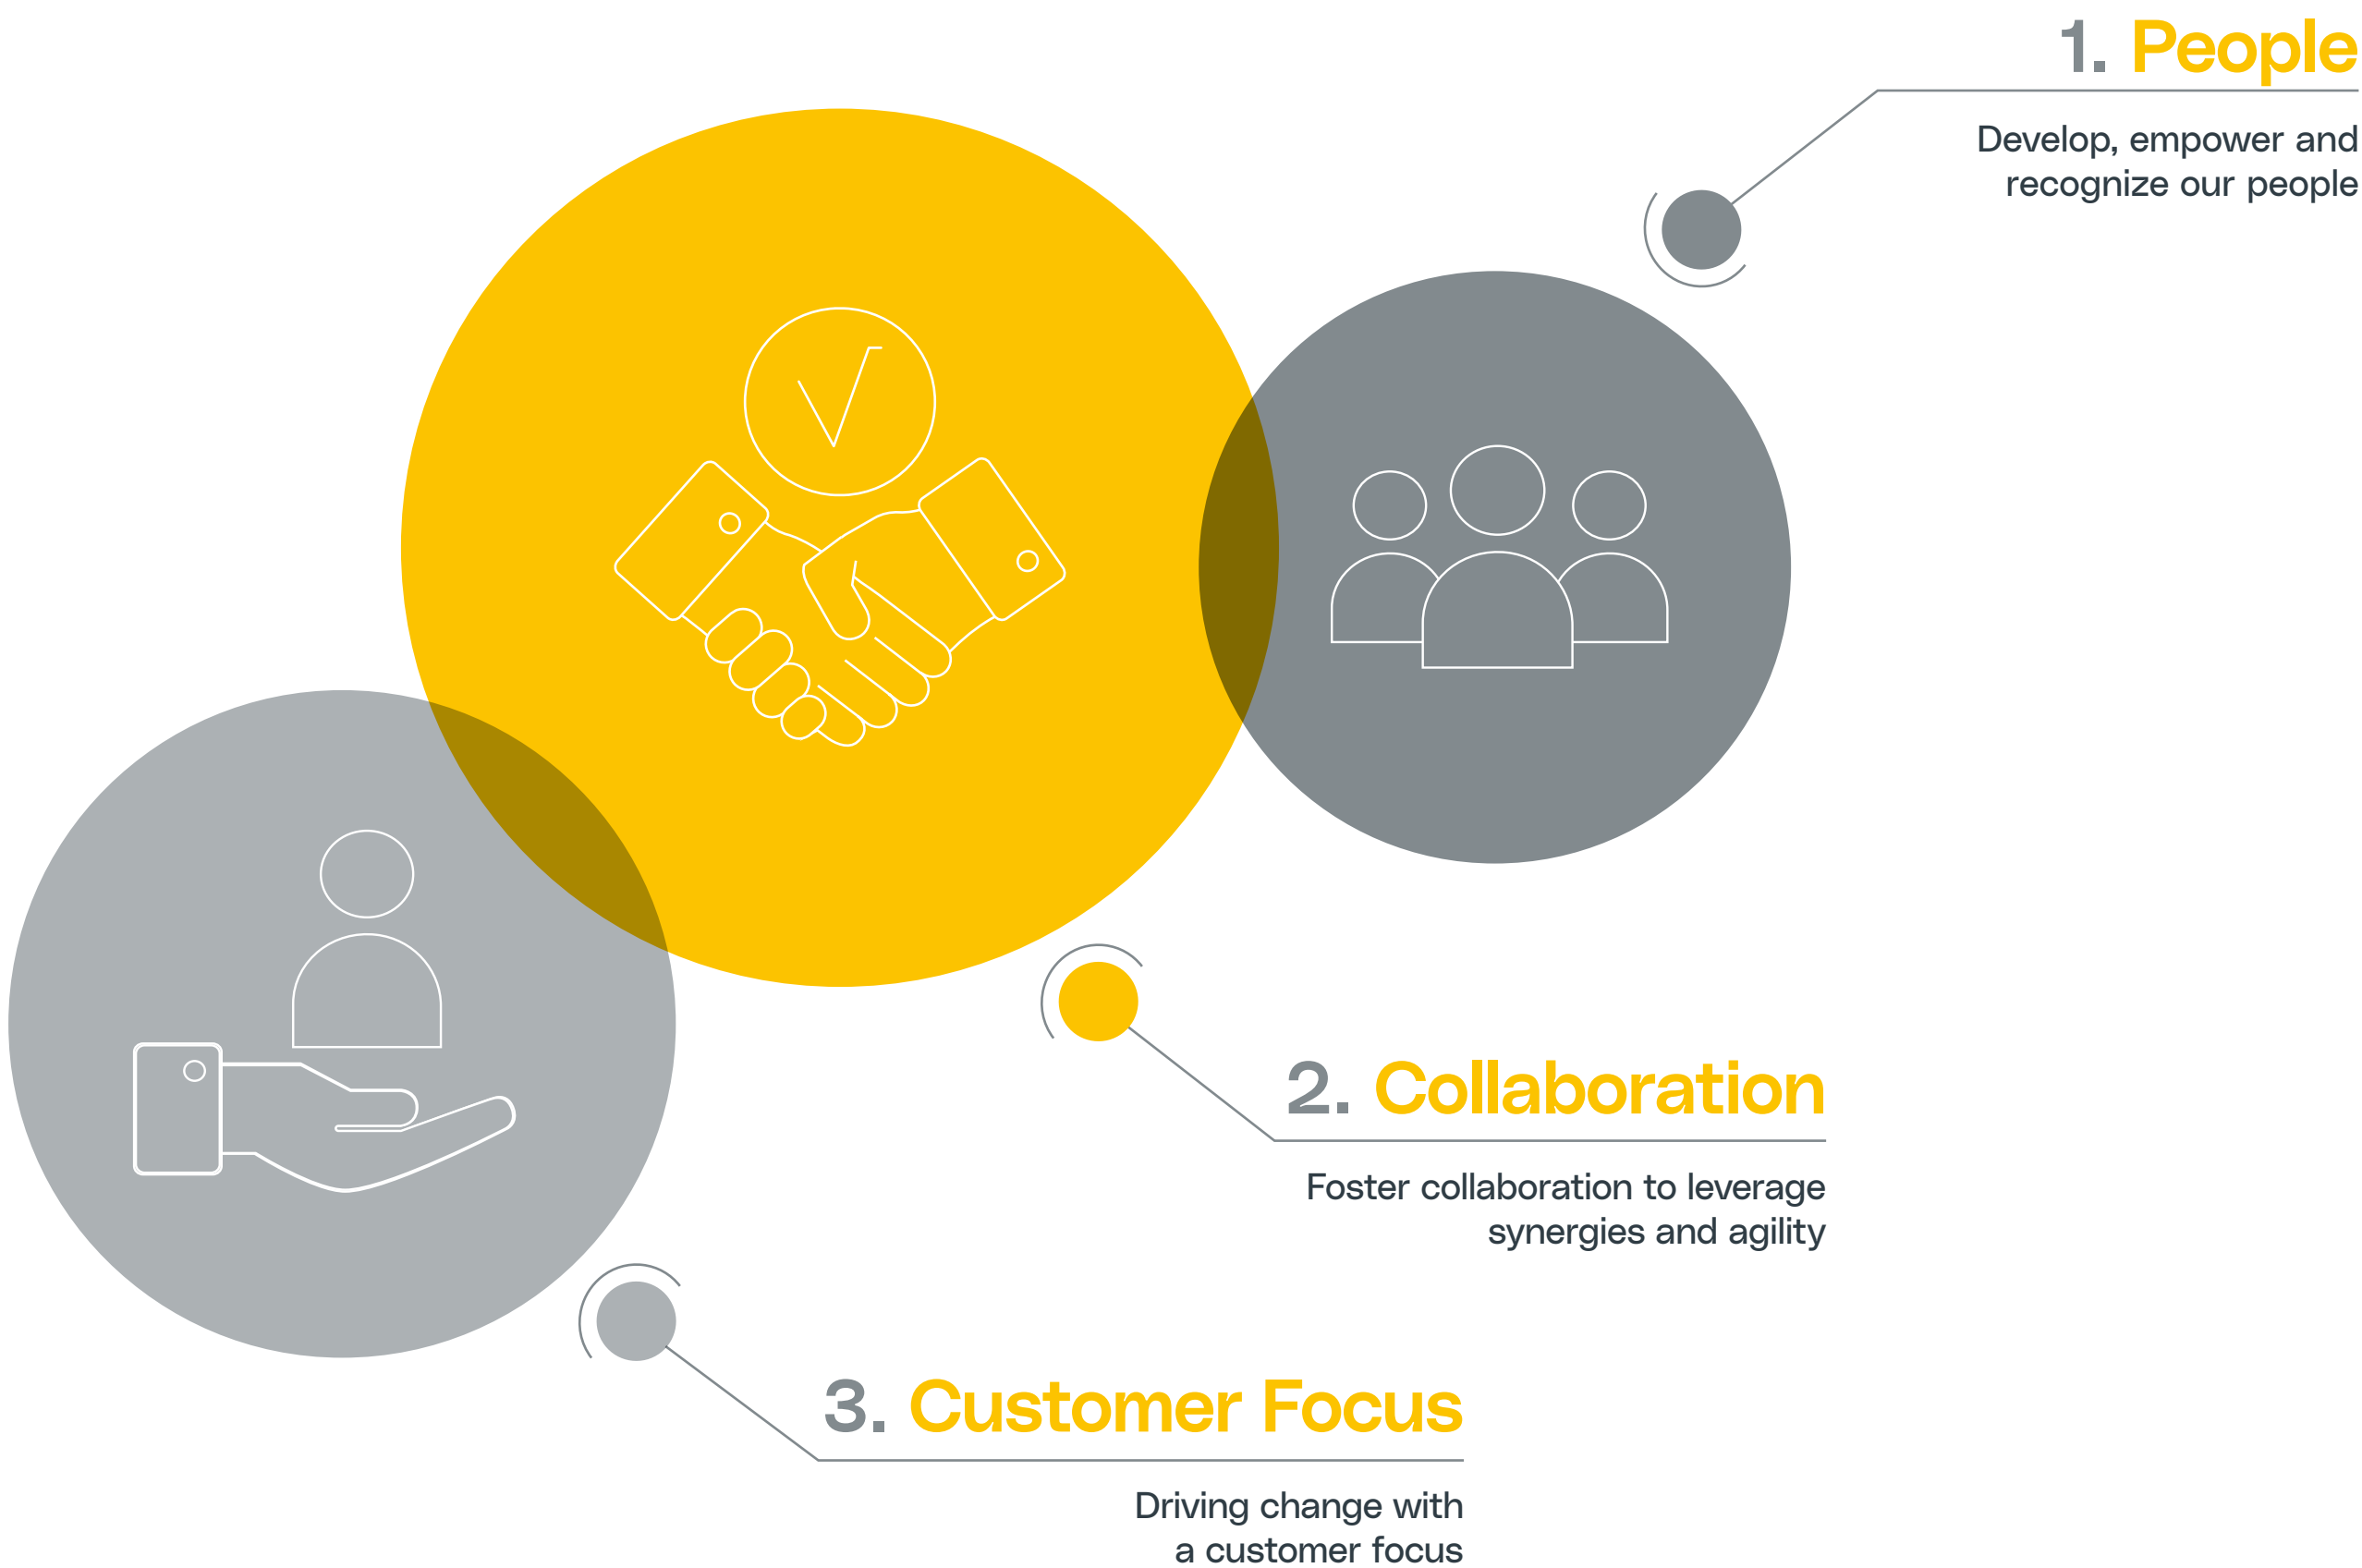 1. People
Develop, empower and
recognize our people
2. Collaboration
Foster collaboration to leverage
synergies and agility
3. Customer Focus
Driving change with
a customer focus